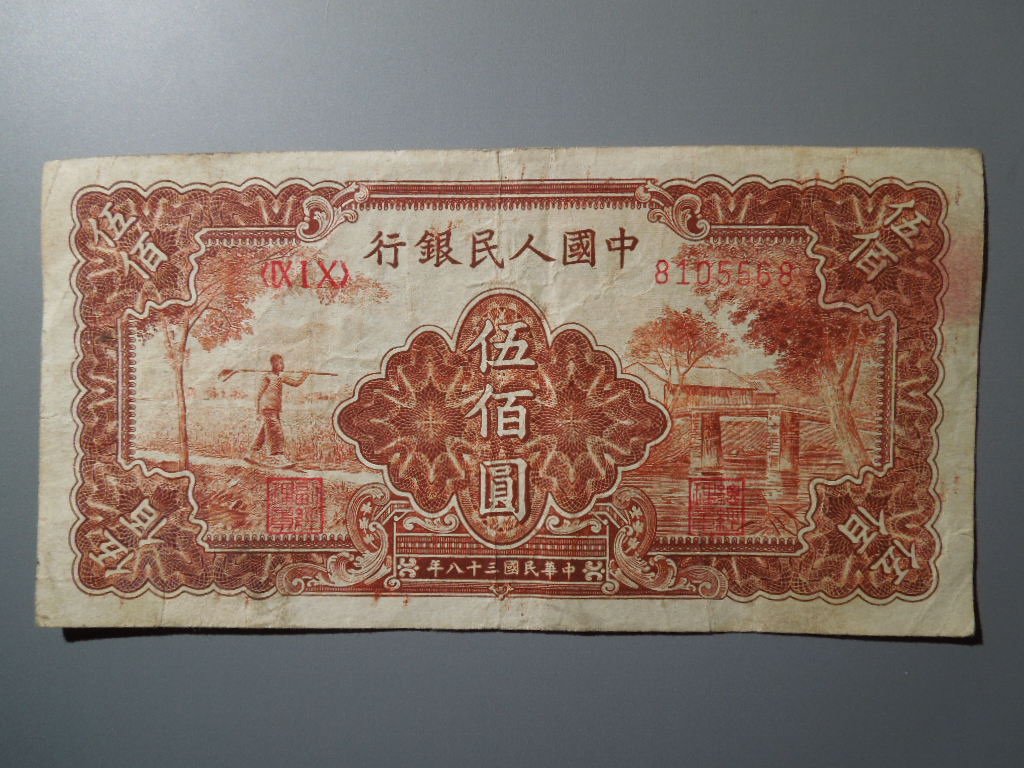 伍佰
伍佰
中國人民銀行
〈IX I X〉
8105568
伍佰圓
伍佰
伍佰
中華民國三十八年